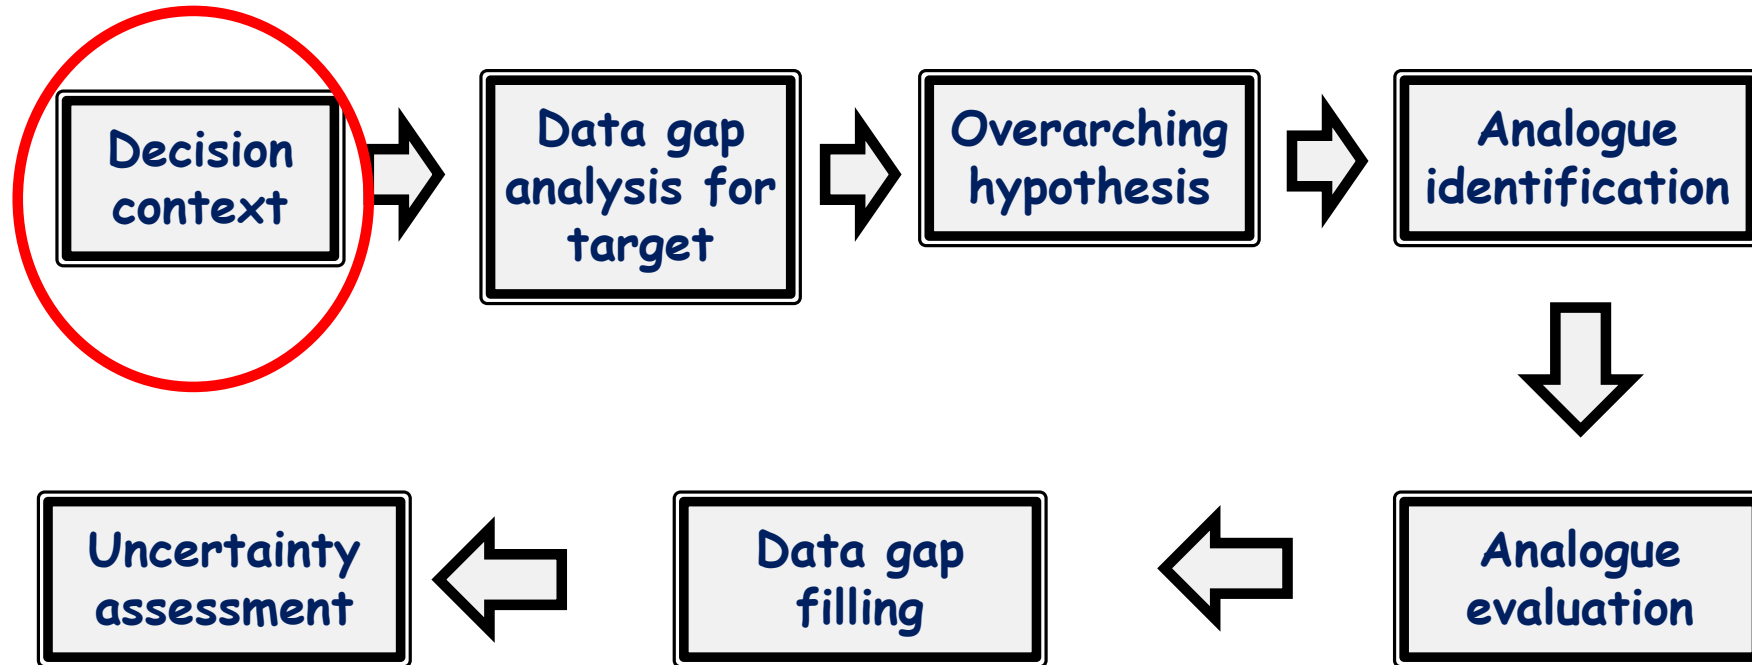 Decision
context
Data gap
analysis for
target
Overarching
hypothesis
Analogue
identification
Uncertainty
assessment
Data gap
filling
Analogue
evaluation